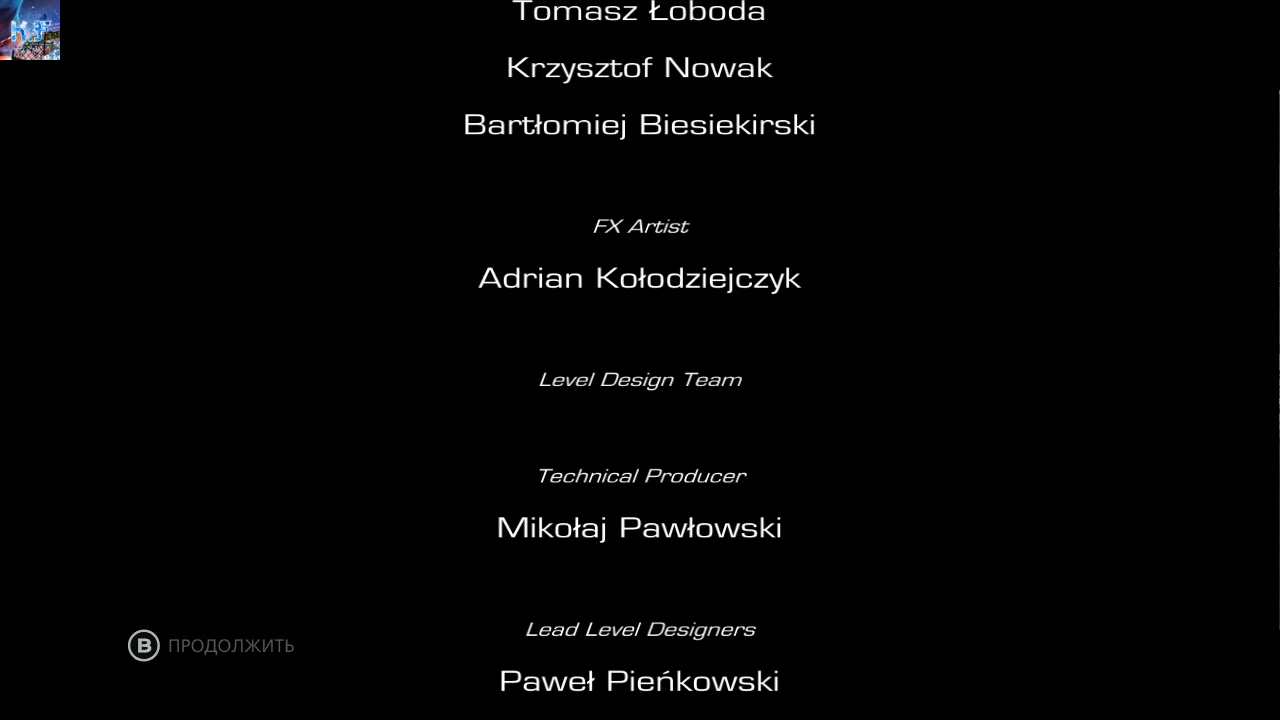 Tomasz Łoboda
Krzysztof Nowak
Bartłomiej Biesiekirski
FX Artist
Adrian Kołodziejczyk
Level Design Team
Technical Producer
Mikołaj Pawłowski
Lead Level Designers
B ПРОДОЛЖИТЬ
Paweł Pieńkowski